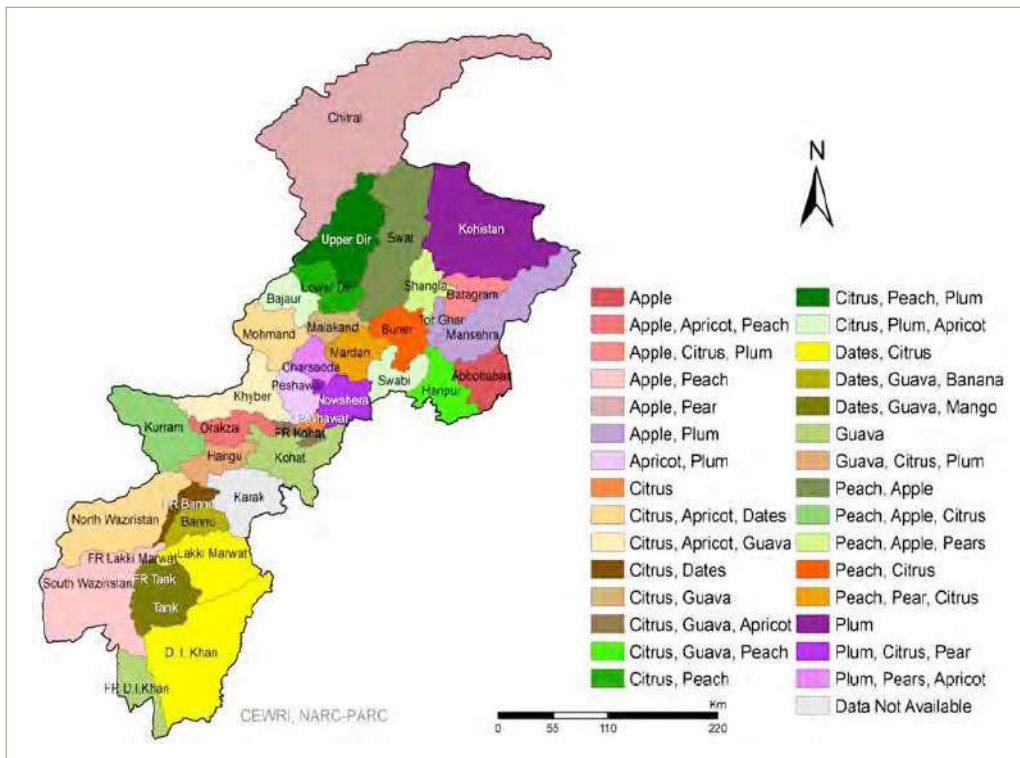 N
Chitral
Upper Dir
Swat
Kohistan
Lower Dir
Shangla
Batagram
Bajaur
Tor Ghar
Mansehra
Mohmand
Malakand
Buner
Mardan
Charsadda
Swabi
Haripur
Abbottabad
Peshawar
Nowshera
Khyber
Peshawar
Kurram
Orakzai
FR Kohat
Hangu
Kohat
Karak
FR Bannu
North Waziristan
Bannu
FR Lakki Marwat
Lakki Marwat
South Waziristan
FR Tank
Tank
D. I. Khan
FR D.I.Khan
CEWRI, NARC-PARC
Apple
Apple, Apricot, Peach
Apple, Citrus, Plum
Apple, Peach
Apple, Pear
Apple, Plum
Apricot, Plum
Citrus
Citrus, Apricot, Dates
Citrus, Apricot, Guava
Citrus, Dates
Citrus, Guava
Citrus, Guava, Apricot
Citrus, Guava, Peach
Citrus, Peach
Citrus, Peach, Plum
Citrus, Plum, Apricot
Dates, Citrus
Dates, Guava, Banana
Dates, Guava, Mango
Guava
Guava, Citrus, Plum
Peach, Apple
Peach, Apple, Citrus
Peach, Apple, Pears
Peach, Citrus
Peach, Pear, Citrus
Plum
Plum, Citrus, Pear
Plum, Pears, Apricot
Data Not Available
Km
0 55 110 220